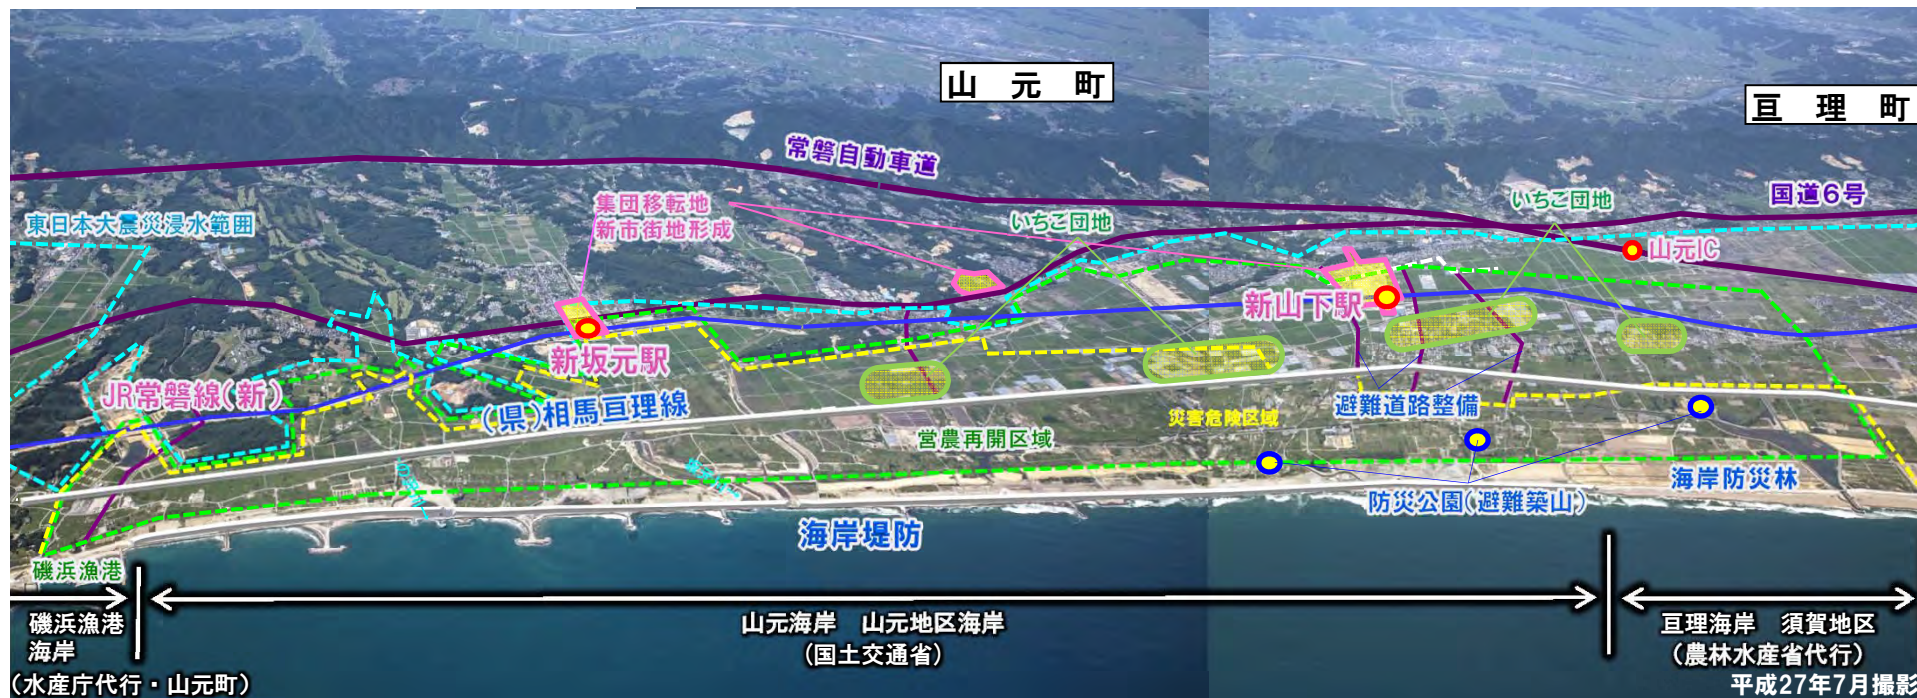 山元町
亘理町
常磐自動車道
国道6号
集団移転地
新市街地形成
いちご団地
いちご団地
東日本大震災浸水範囲
山元IC
新山下駅
新坂元駅
JR常磐線(新)
(県)相馬亘理線
避難道路整備
災害危険区域
営農再開区域
海岸防災林
防災公園(避難築山)
海岸堤防
磯浜漁港
磯浜漁港
海岸
(水産庁代行・山元町)
山元海岸　山元地区海岸
(国土交通省)
亘理海岸　須賀地区
(農林水産省代行)
平成27年7月撮影